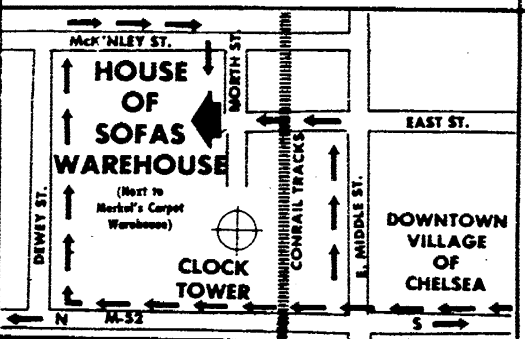 McK'NLEY ST.
HOUSE
OF
SOFAS
WAREHOUSE
(Next to
Merkel's Carpet
Warehouse)
NORTH ST.
CONRAIL TRACKS
EAST ST.
E. MIDDLE ST.
DEWEY ST.
CLOCK
TOWER
DOWNTOWN
VILLAGE
OF
CHELSEA
N M-52
S